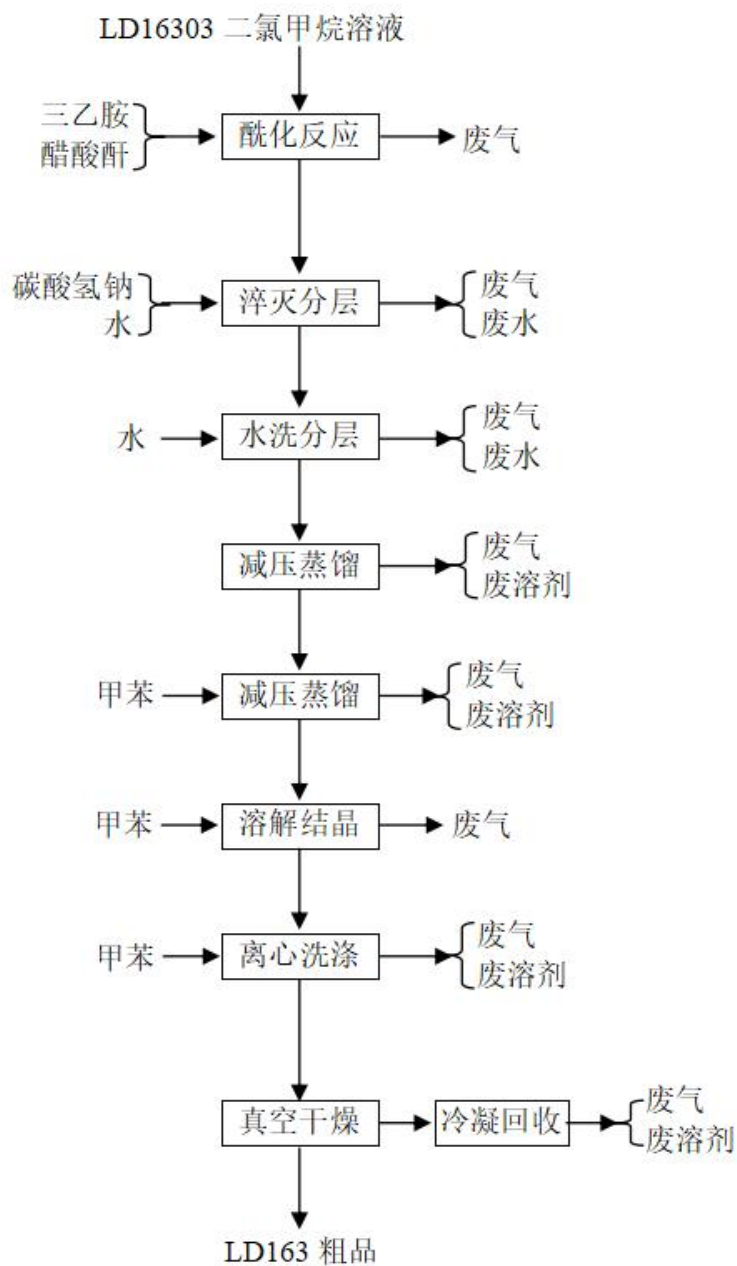 LD16303 二氯甲烷溶液
三乙胺
醋酸酐
酰化反应
废气
碳酸氢钠
水
淬灭分层
废气
废水
水
水洗分层
废气
废水
减压蒸馏
废气
废溶剂
甲苯
减压蒸馏
废气
废溶剂
甲苯
溶解结晶
废气
甲苯
离心洗涤
废气
废溶剂
真空干燥
冷凝回收
废气
废溶剂
LD163 粗品